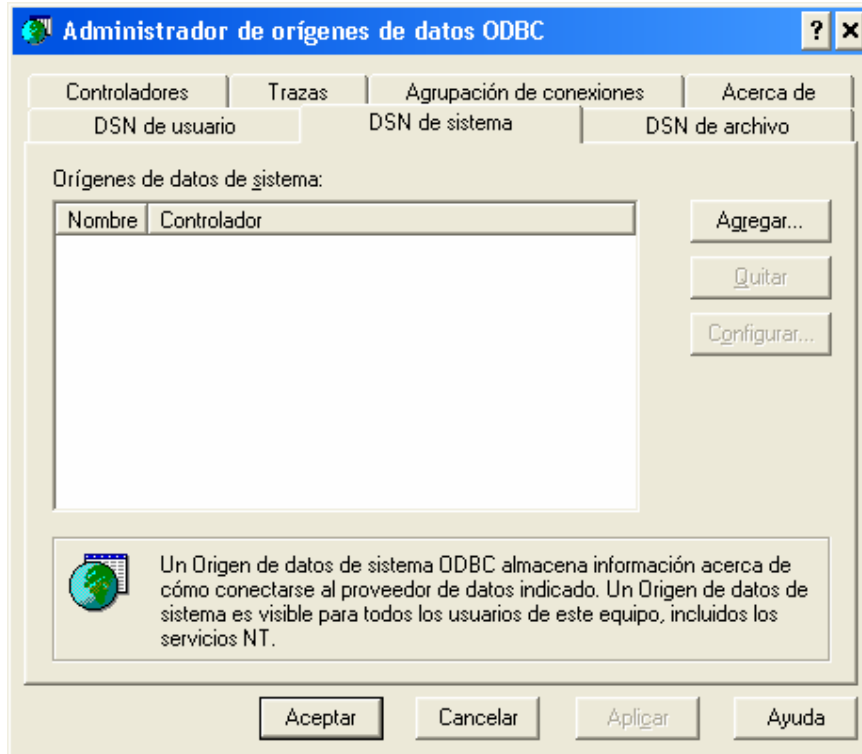 Administrador de orígenes de datos ODBC
Controladores Trazas Agrupación de conexiones Acerca de
DSN de usuario DSN de sistema DSN de archivo
Orígenes de datos de sistema:
Nombre Controlador
Agregar...
Quitar
Configurar...
Un Origen de datos de sistema ODBC almacena información acerca de
cómo conectarse al proveedor de datos indicado. Un Origen de datos de
sistema es visible para todos los usuarios de este equipo, incluidos los
servicios NT.
Aceptar Cancelar Aplicar Ayuda